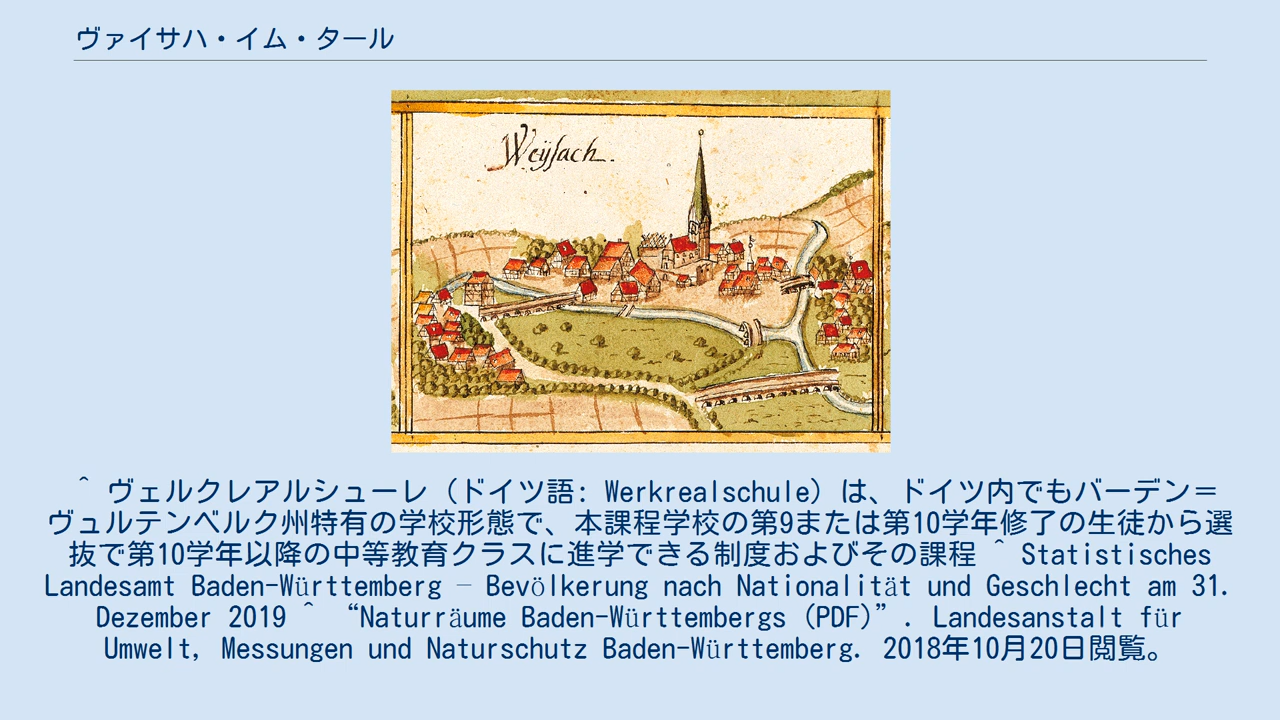 ヴァイサハ・イム・タール
Weÿsach.
^ ヴェルクレアルシューレ（ドイツ語: Werkrealschule）は、ドイツ内でもバーデン＝
ヴュルテンベルク州特有の学校形態で、本課程学校の第9または第10学年修了の生徒から選
抜で第10学年以降の中等教育クラスに進学できる制度およびその課程 ^ Statistisches
Landesamt Baden-Württemberg – Bevölkerung nach Nationalität und Geschlecht am 31.
Dezember 2019 ^ “Naturräume Baden-Württembergs (PDF)”. Landesanstalt für
Umwelt, Messungen und Naturschutz Baden-Württemberg. 2018年10月20日閲覧。